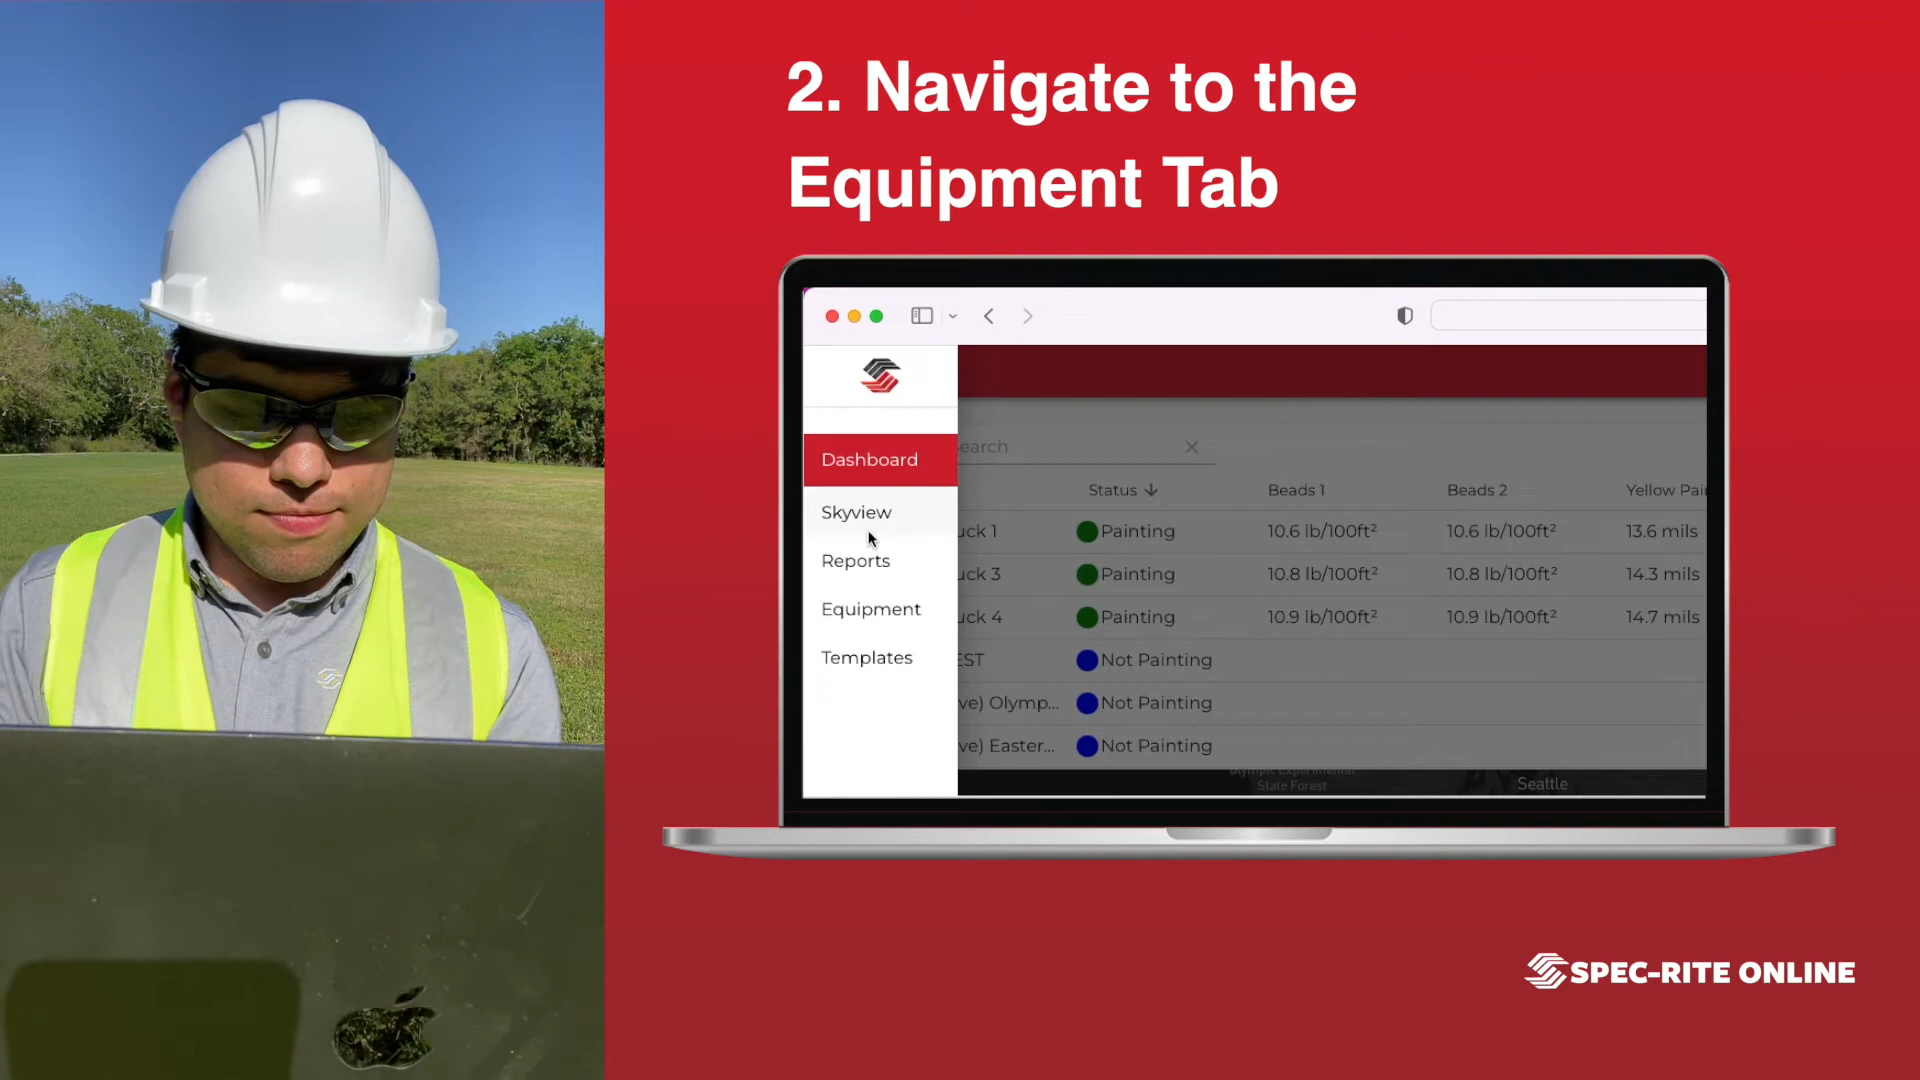 2. Navigate to the
Equipment Tab
Dashboard
Skyview
Reports
Equipment
Templates
earch
Status Beads 1 Beads 2 Yellow Pai
uck 1 Painting 10.6 lb/100ft² 10.6 lb/100ft² 13.6 mils
uck 3 Painting 10.8 lb/100ft² 10.8 lb/100ft² 14.3 mils
uck 4 Painting 10.9 lb/100ft² 10.9 lb/100ft² 14.7 mils
EST Not Painting
ve) Olymp... Not Painting
ve) Easter... Not Painting
Olympic Experimental
State Forest
Seattle
SPEC-RITE ONLINE